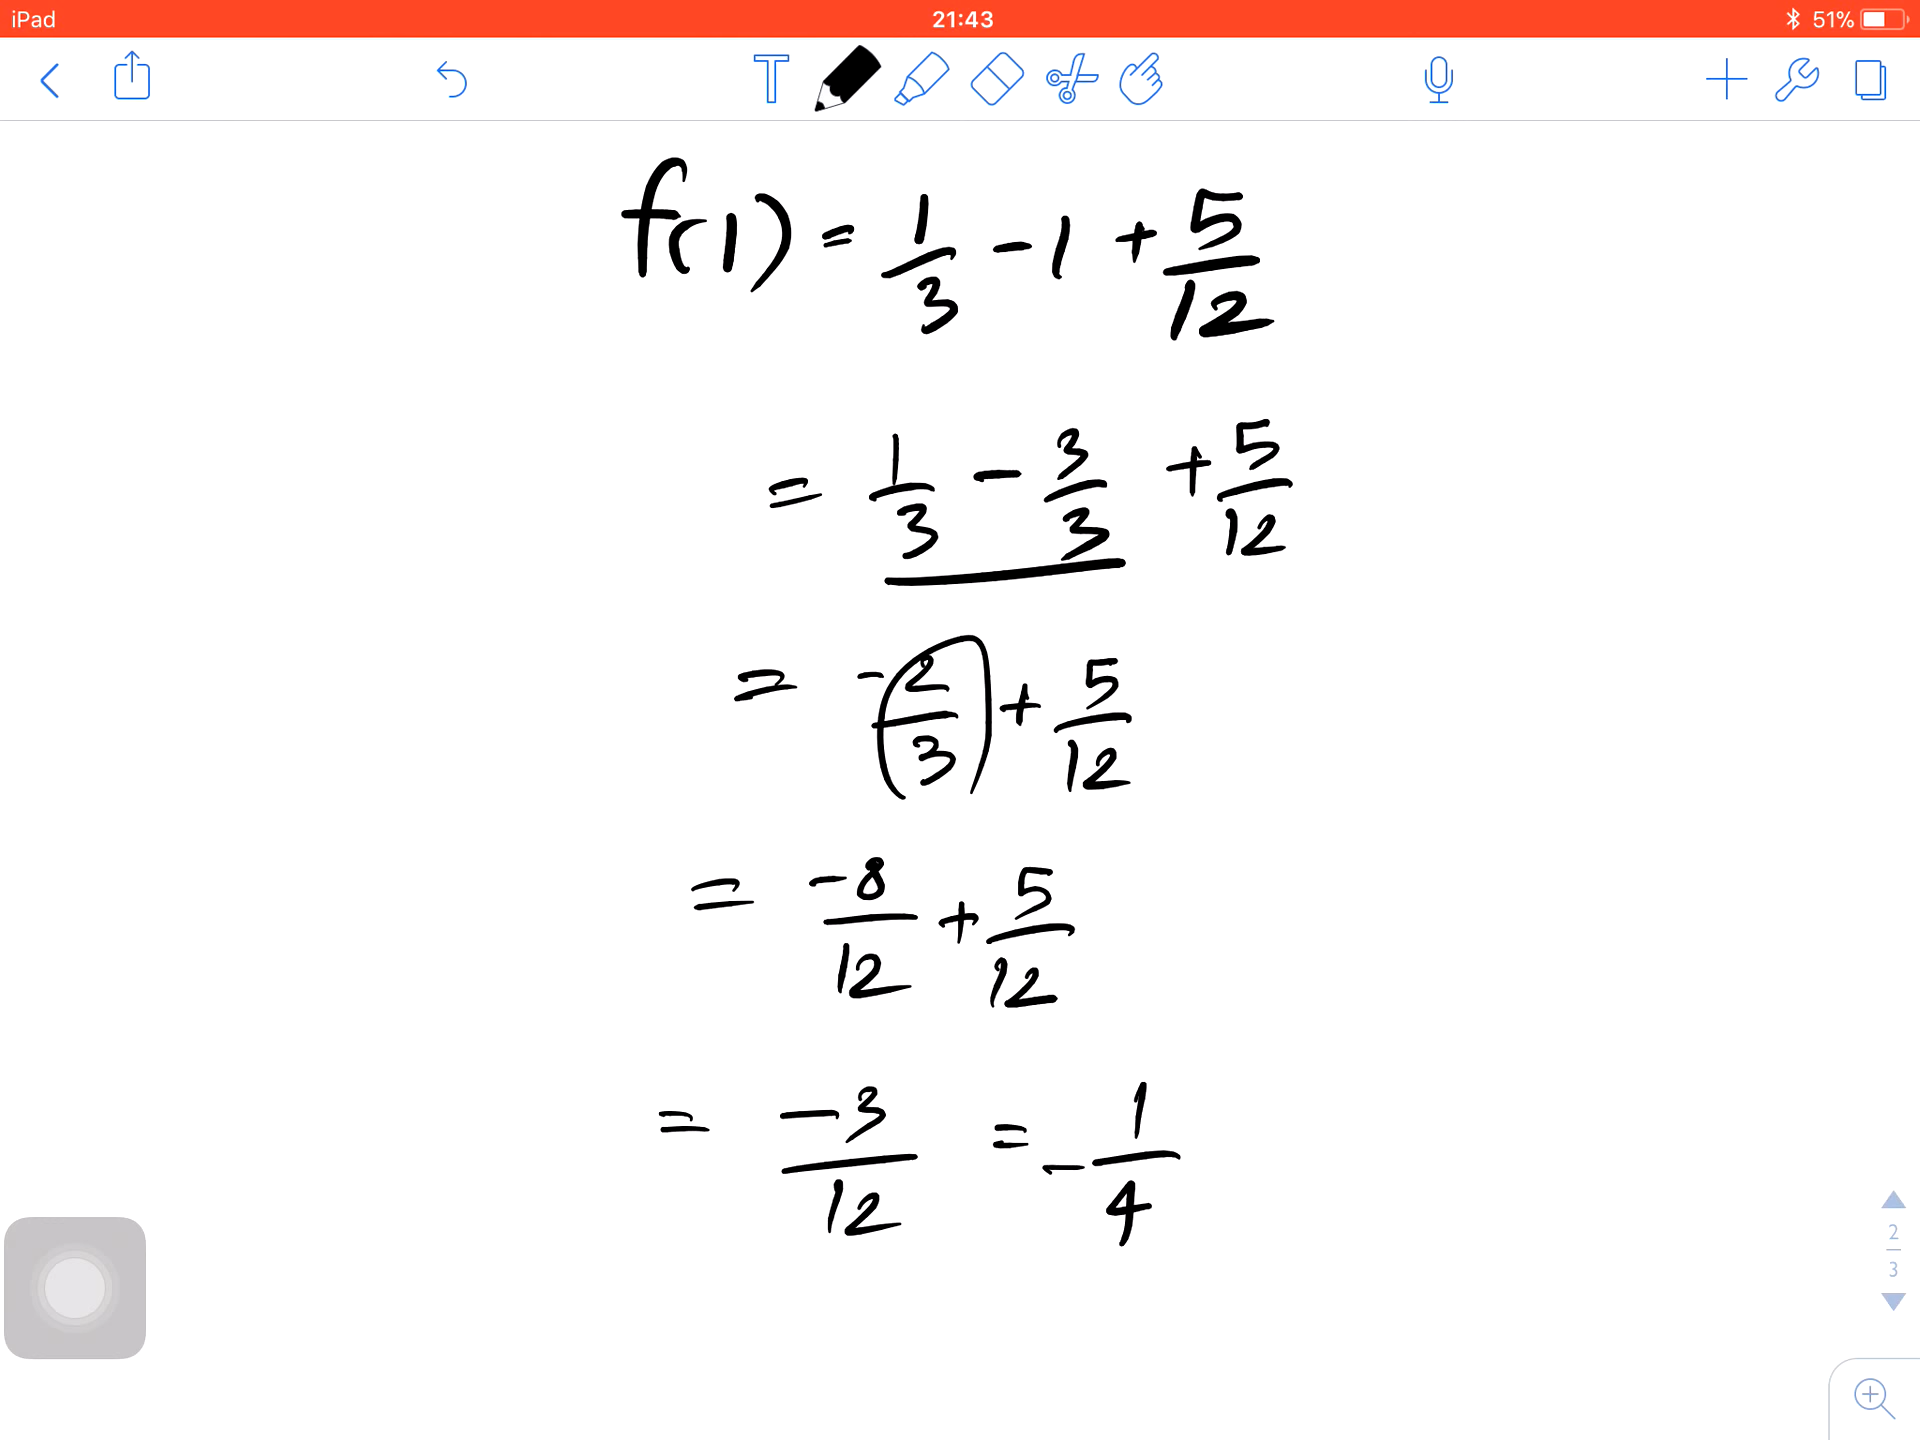 iPad 21:43 51%
T
f(1) = 1/3 - 1 + 5/12
= 1/3 - 3/3 + 5/12
= -2/3 + 5/12
= -8/12 + 5/12
= -3/12 = -1/4
2
3